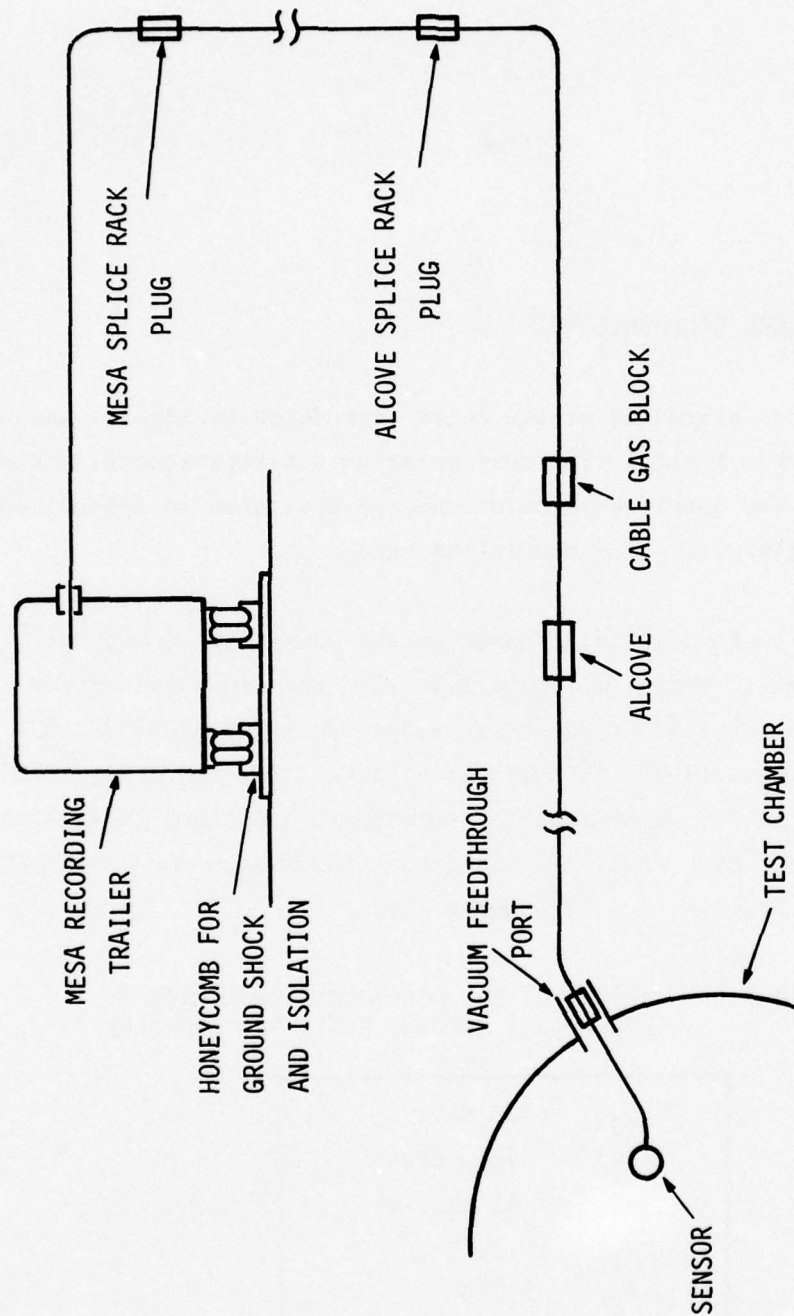 MESA RECORDING
TRAILER
HONEYCOMB FOR
GROUND SHOCK
AND ISOLATION
MESA SPLICE RACK
PLUG
ALCOVE SPLICE RACK
PLUG
CABLE GAS BLOCK
ALCOVE
VACUUM FEEDTHROUGH
PORT
TEST CHAMBER
SENSOR